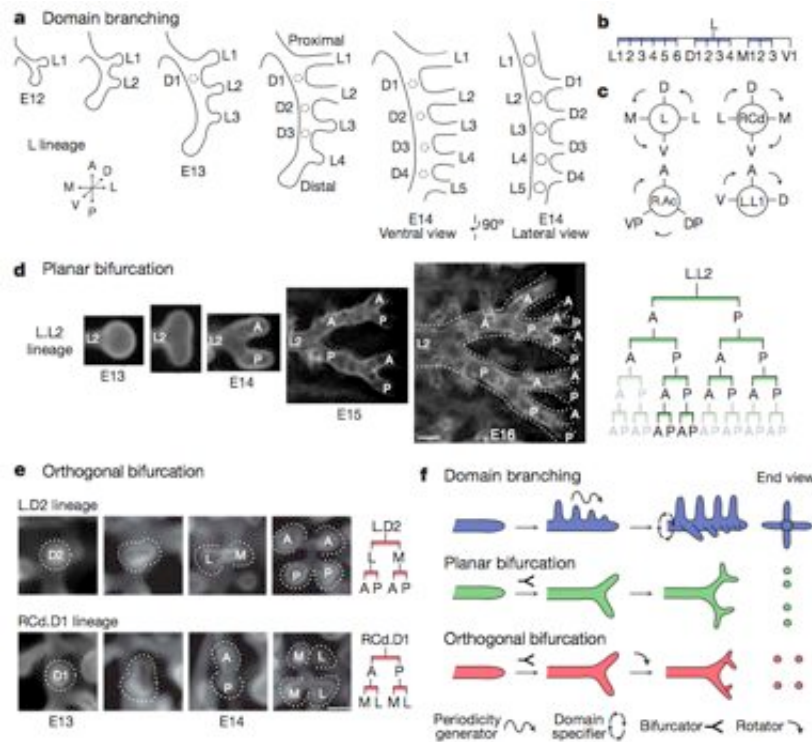 a Domain branching
L1
E12
L1
L2
D1
L1
L2
L3
E13
Proximal
D1
D2
D3
L1
L2
L3
L4
Distal
D1
D2
D3
D4
L1
L2
L3
L4
L5
E14
Ventral view
90°
L1
L2
L3
L4
L5
D1
D2
D3
D4
E14
Lateral view
L lineage
A
D
M
L
V
P
b
L
L1 2 3 4 5 6 D1 2 3 4 M1 2 3 V1
c
D
M L L
V
D
L RCd M
V
A
R.Ac
VP DP
A
V L.L1 D
d Planar bifurcation
L.L2
lineage
L2
L2
L2
A
P
L2
A
P
A
P
A
P
L2
A
P
A
P
A
P
A
P
A
P
A
P
E13
E14
E15
E16
L.L2
A P
A P A P
A P A P A P A P
A P A P A P A P A P A P A P A P
e Orthogonal bifurcation
L.D2 lineage
D2
L M
A A
P P
L.D2
L M
A P A P
RCd.D1 lineage
D1
A
P
M L
M L
RCd.D1
A P
M L M L
E13
E14
f Domain branching
End view
Planar bifurcation
Orthogonal bifurcation
Periodicity
generator
Domain
specifier
Bifurcator
Rotator